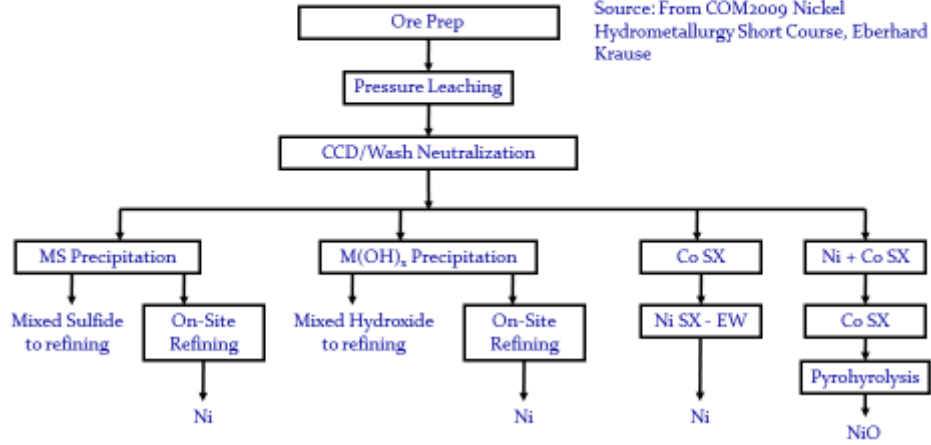 Source: From COM2009 Nickel
Hydrometallurgy Short Course, Eberhard
Krause
Ore Prep
Pressure Leaching
CCD/Wash Neutralization
MS Precipitation
M(OH)ₓ Precipitation
Co SX
Ni + Co SX
Mixed Sulfide
to refining
On-Site
Refining
Mixed Hydroxide
to refining
On-Site
Refining
Ni SX - EW
Co SX
Pyrohyrolysis
Ni
Ni
Ni
NiO